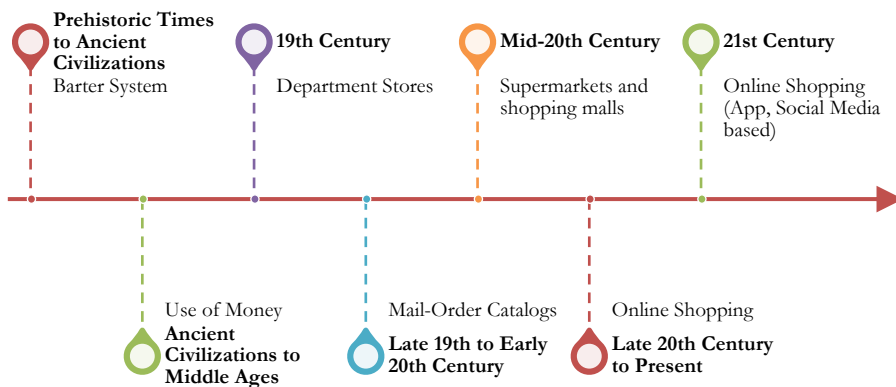 Prehistoric Times
to Ancient
Civilizations
Barter System
19th Century
Department Stores
Mid-20th Century
Supermarkets and
shopping malls
21st Century
Online Shopping
(App, Social Media
based)
Use of Money
Ancient
Civilizations to
Middle Ages
Mail-Order Catalogs
Late 19th to Early
20th Century
Online Shopping
Late 20th Century
to Present